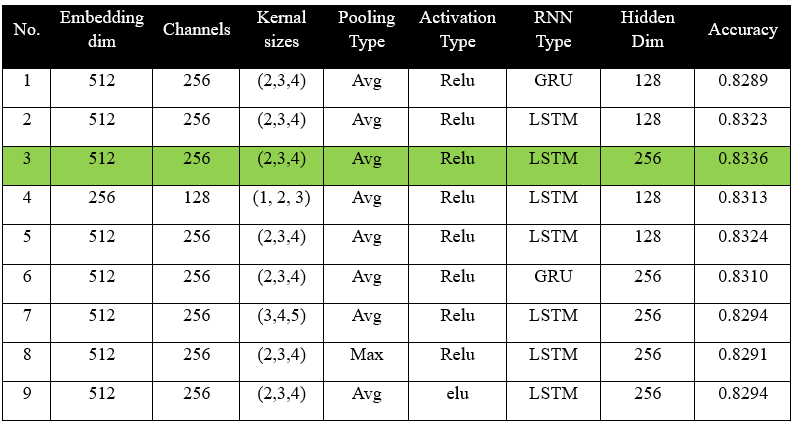 No. Embedding dim Channels Kernal sizes Pooling Type Activation Type RNN Type Hidden Dim Accuracy
1 512 256 (2,3,4) Avg Relu GRU 128 0.8289
2 512 256 (2,3,4) Avg Relu LSTM 128 0.8323
3 512 256 (2,3,4) Avg Relu LSTM 256 0.8336
4 256 128 (1, 2, 3) Avg Relu LSTM 128 0.8313
5 512 256 (2,3,4) Avg Relu LSTM 128 0.8324
6 512 256 (2,3,4) Avg Relu GRU 256 0.8310
7 512 256 (3,4,5) Avg Relu LSTM 256 0.8294
8 512 256 (2,3,4) Max Relu LSTM 256 0.8291
9 512 256 (2,3,4) Avg elu LSTM 256 0.8294